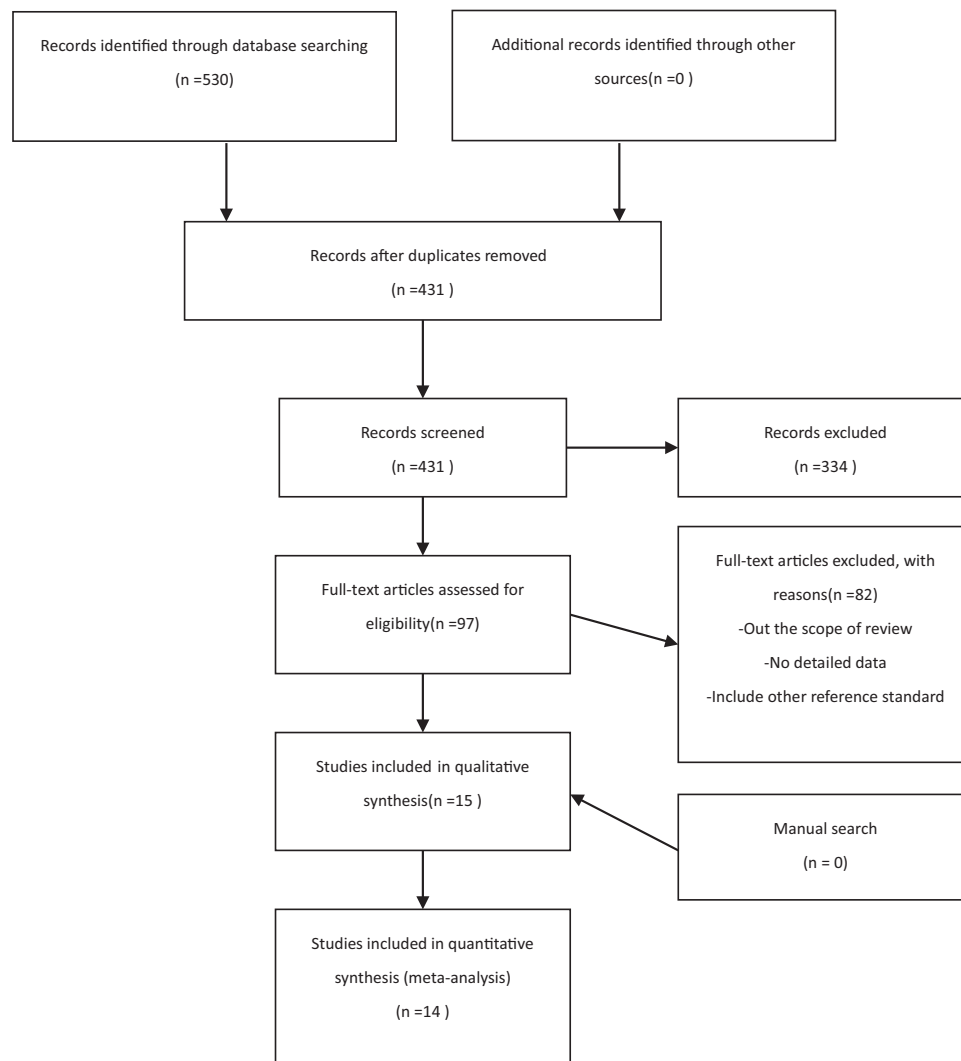 Records identified through database searching
(n =530)
Additional records identified through other
sources(n =0 )
Records after duplicates removed
(n =431 )
Records screened
(n =431 )
Records excluded
(n =334 )
Full-text articles assessed for
eligibility(n =97)
Full-text articles excluded, with
reasons(n =82)
-Out the scope of review
-No detailed data
-Include other reference standard
Studies included in qualitative
synthesis(n =15 )
Manual search
(n = 0)
Studies included in quantitative
synthesis (meta-analysis)
(n =14 )